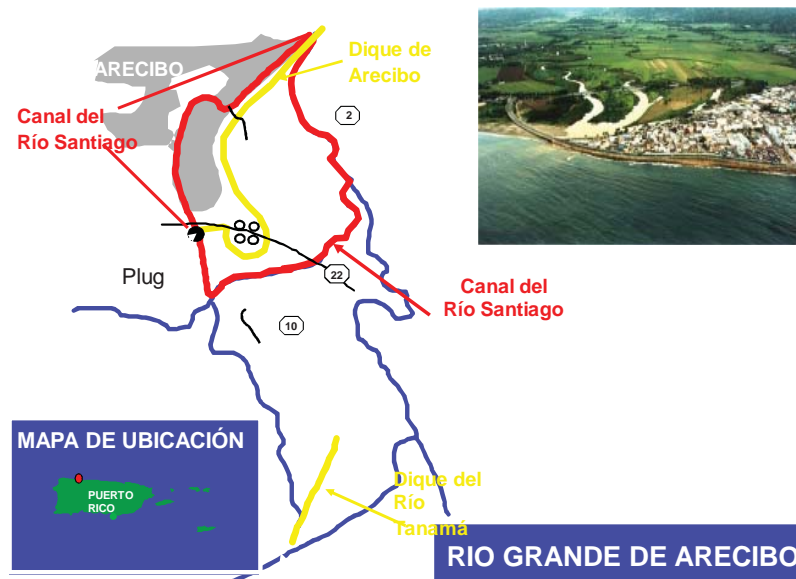 ARECIBO
Dique de
Arecibo
Canal del
Río Santiago
2
Plug
22
Canal del
Río Santiago
10
MAPA DE UBICACIÓN
PUERTO
RICO
Dique del
Río
Tanamá
RIO GRANDE DE ARECIBO